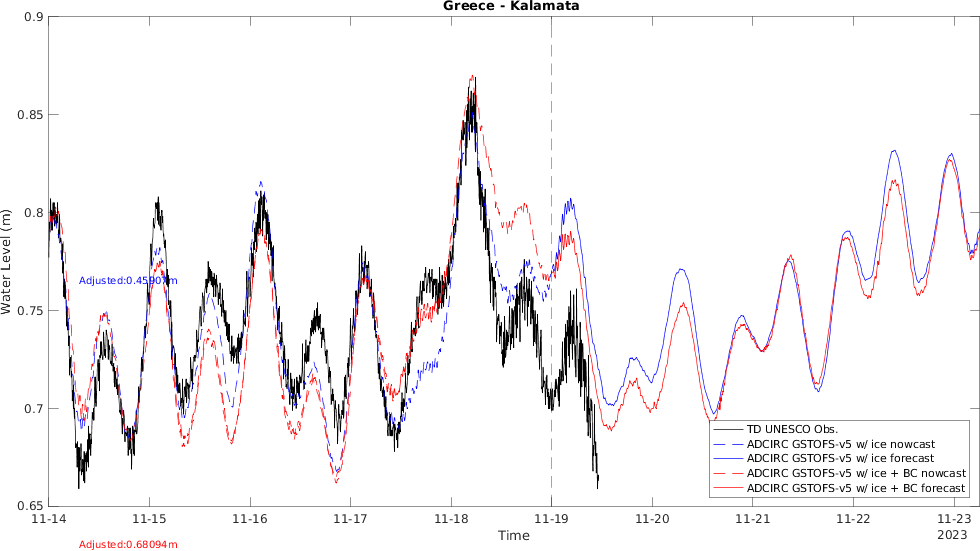 Greece - Kalamata
0.9
0.85
0.8
0.75
0.7
0.65
Water Level (m)
Adjusted:0.45907m
TD UNESCO Obs.
ADCIRC GSTOFS-v5 w/ ice nowcast
ADCIRC GSTOFS-v5 w/ ice forecast
ADCIRC GSTOFS-v5 w/ ice + BC nowcast
ADCIRC GSTOFS-v5 w/ ice + BC forecast
11-14 11-15 11-16 11-17 11-18 11-19 11-20 11-21 11-22 11-23
Time
2023
Adjusted:0.68094m